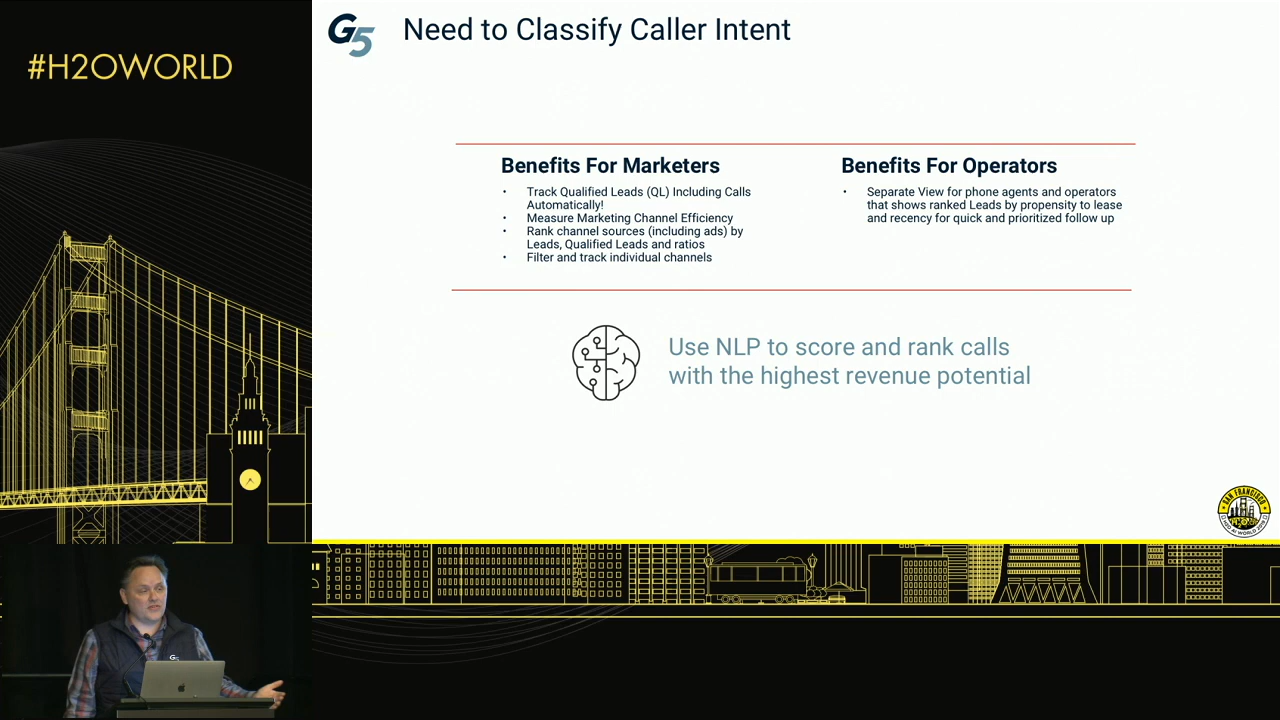 #H2OWORLD
G5
Need to Classify Caller Intent
Benefits For Marketers
• Track Qualified Leads (QL) Including Calls
Automatically!
• Measure Marketing Channel Efficiency
• Rank channel sources (including ads) by
Leads, Qualified Leads and ratios
• Filter and track individual channels
Benefits For Operators
• Separate View for phone agents and operators
that shows ranked Leads by propensity to lease
and recency for quick and prioritized follow up
Use NLP to score and rank calls
with the highest revenue potential
SAN FRANCISCO
G5